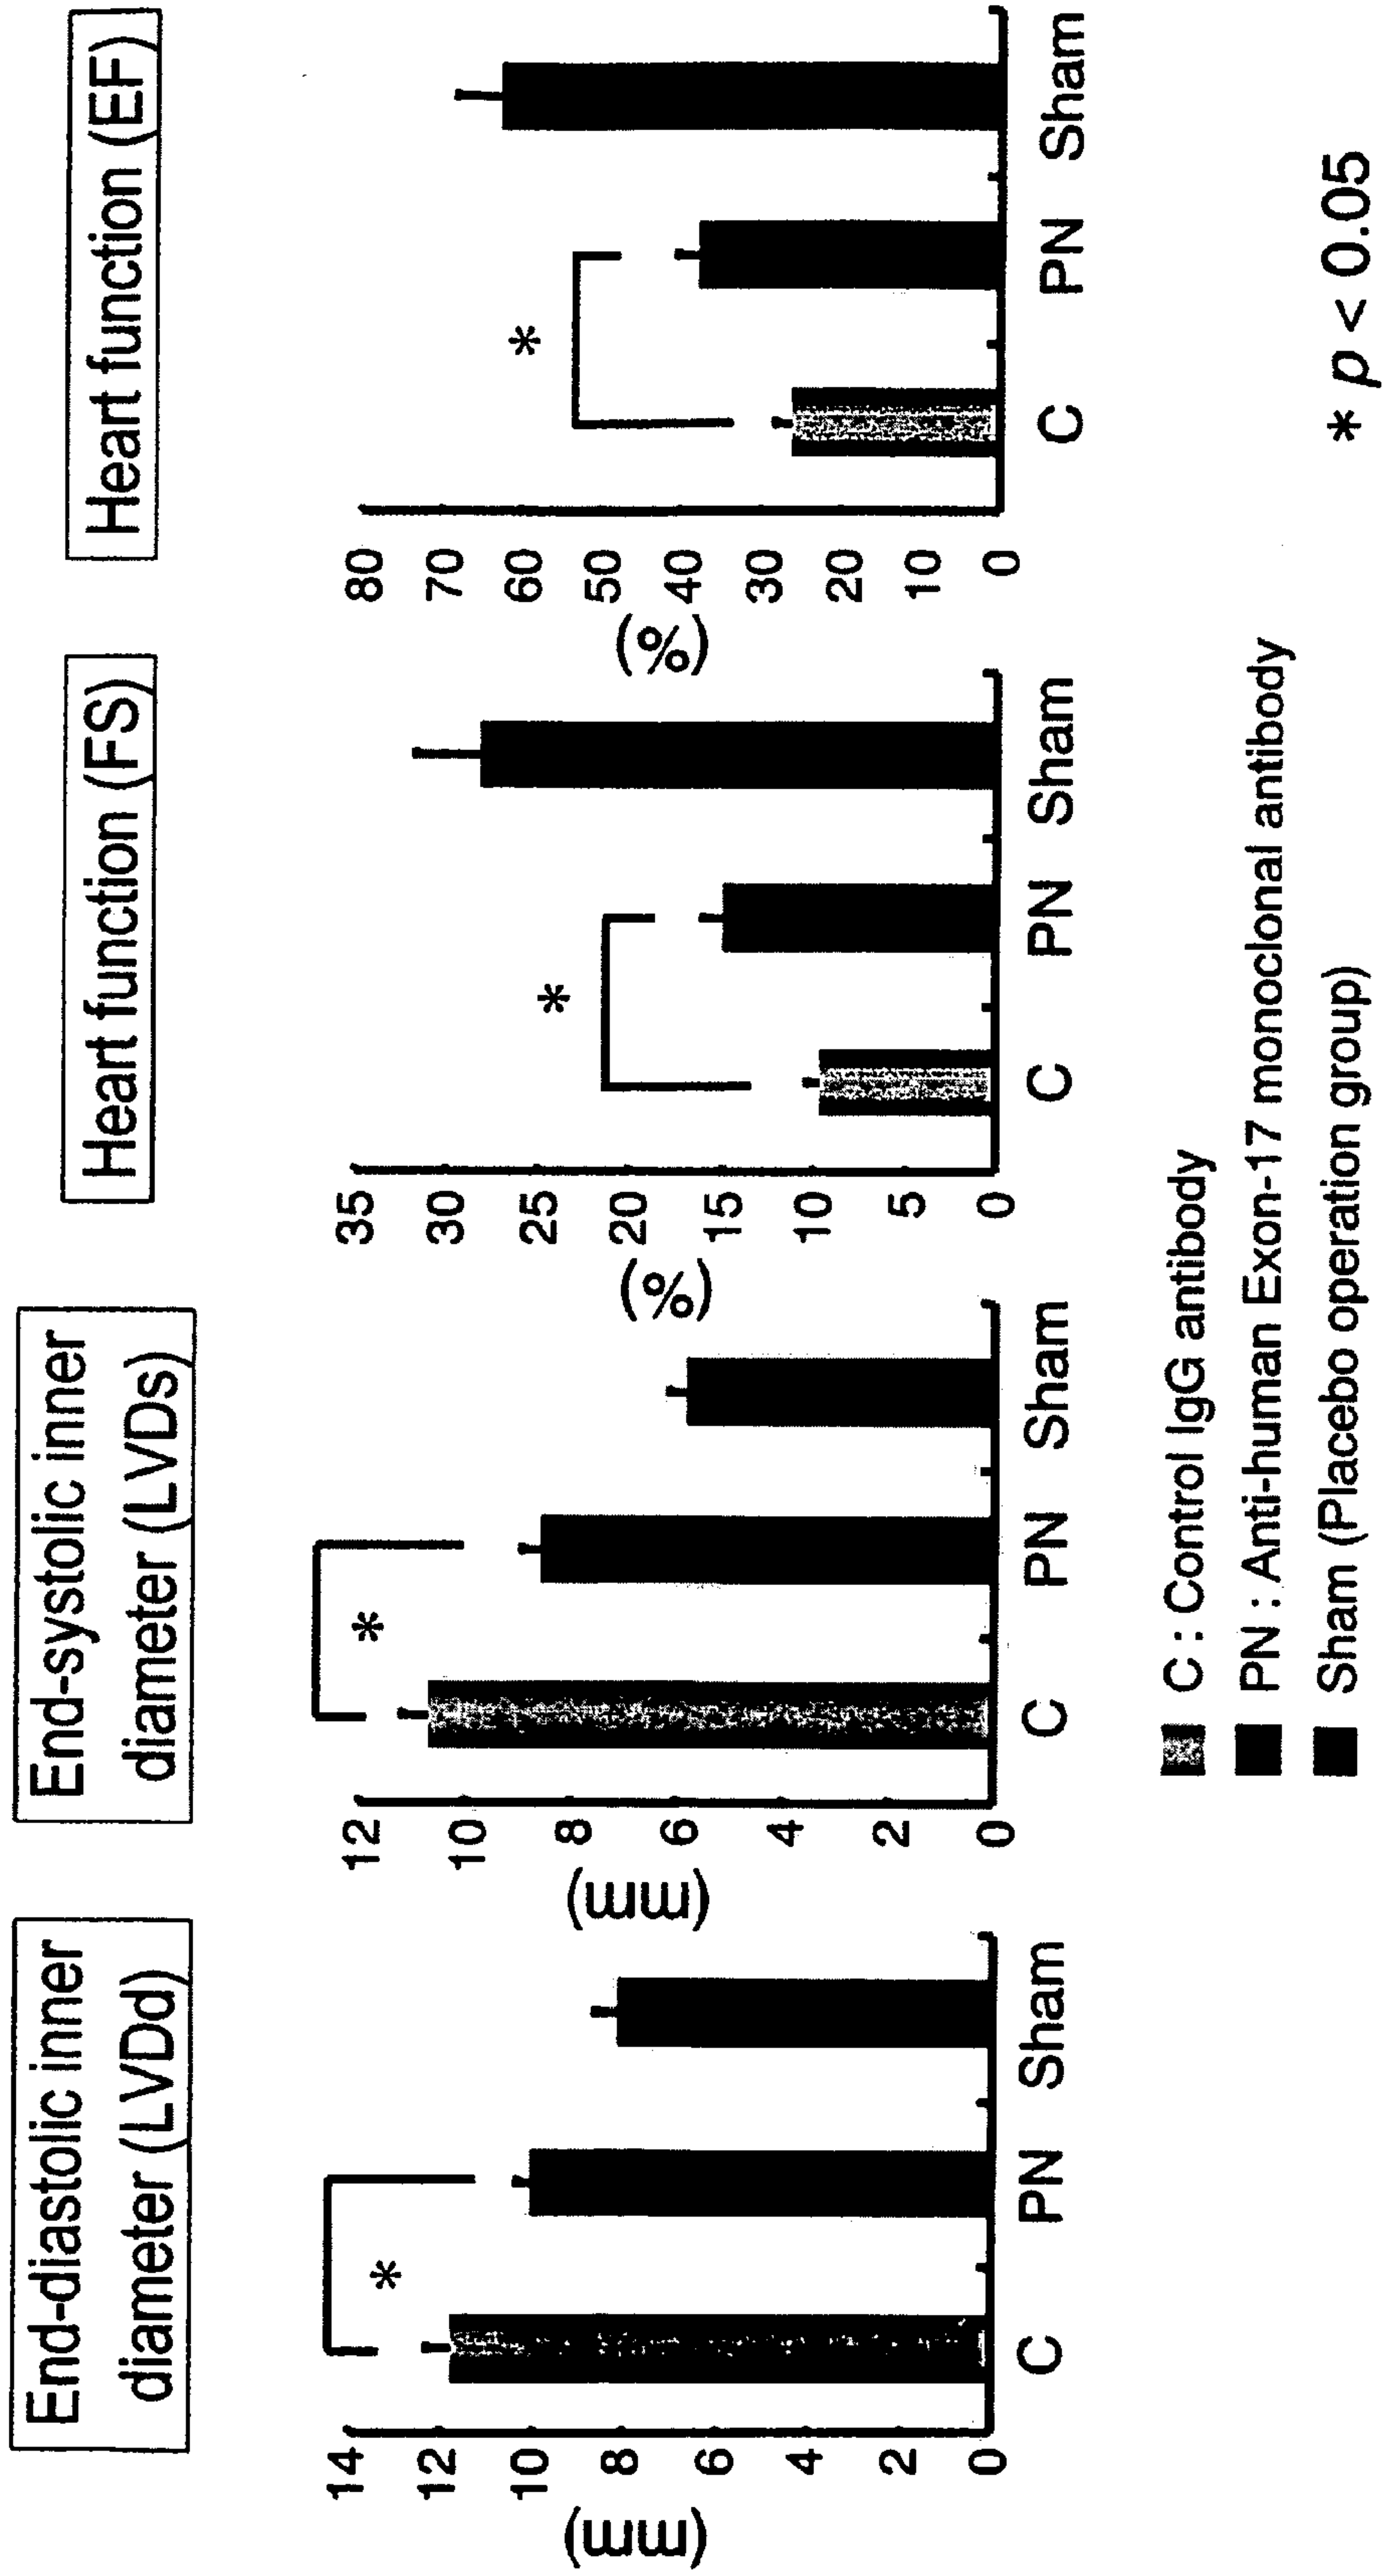 End-diastolic inner
diameter (LVDd)
(mm)
14
12
10
8
6
4
2
0
*
C
PN
Sham
End-systolic inner
diameter (LVDs)
(mm)
12
10
8
6
4
2
0
*
C
PN
Sham
Heart function (FS)
(%)
35
30
25
20
15
10
5
0
*
C
PN
Sham
Heart function (EF)
(%)
80
70
60
50
40
30
20
10
0
*
C
PN
Sham
C : Control IgG antibody
PN : Anti-human Exon-17 monoclonal antibody
Sham (Placebo operation group)
* p < 0.05